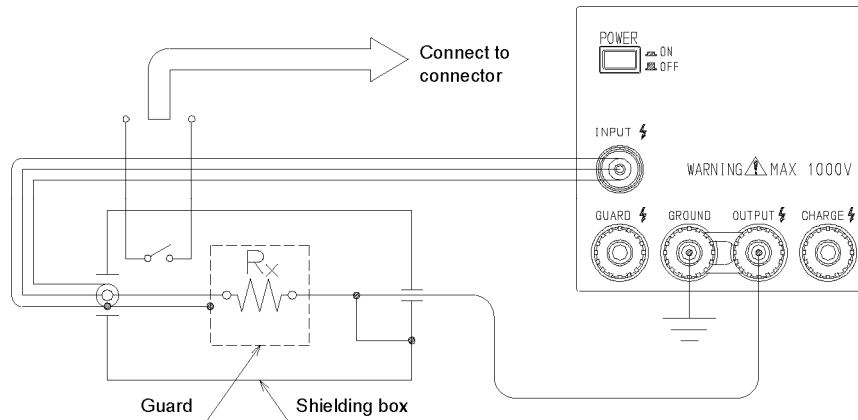 Connect to
connector
POWER
ON
OFF
INPUT
WARNING MAX 1000V
GUARD GROUND OUTPUT CHARGE
Rx
Guard Shielding box